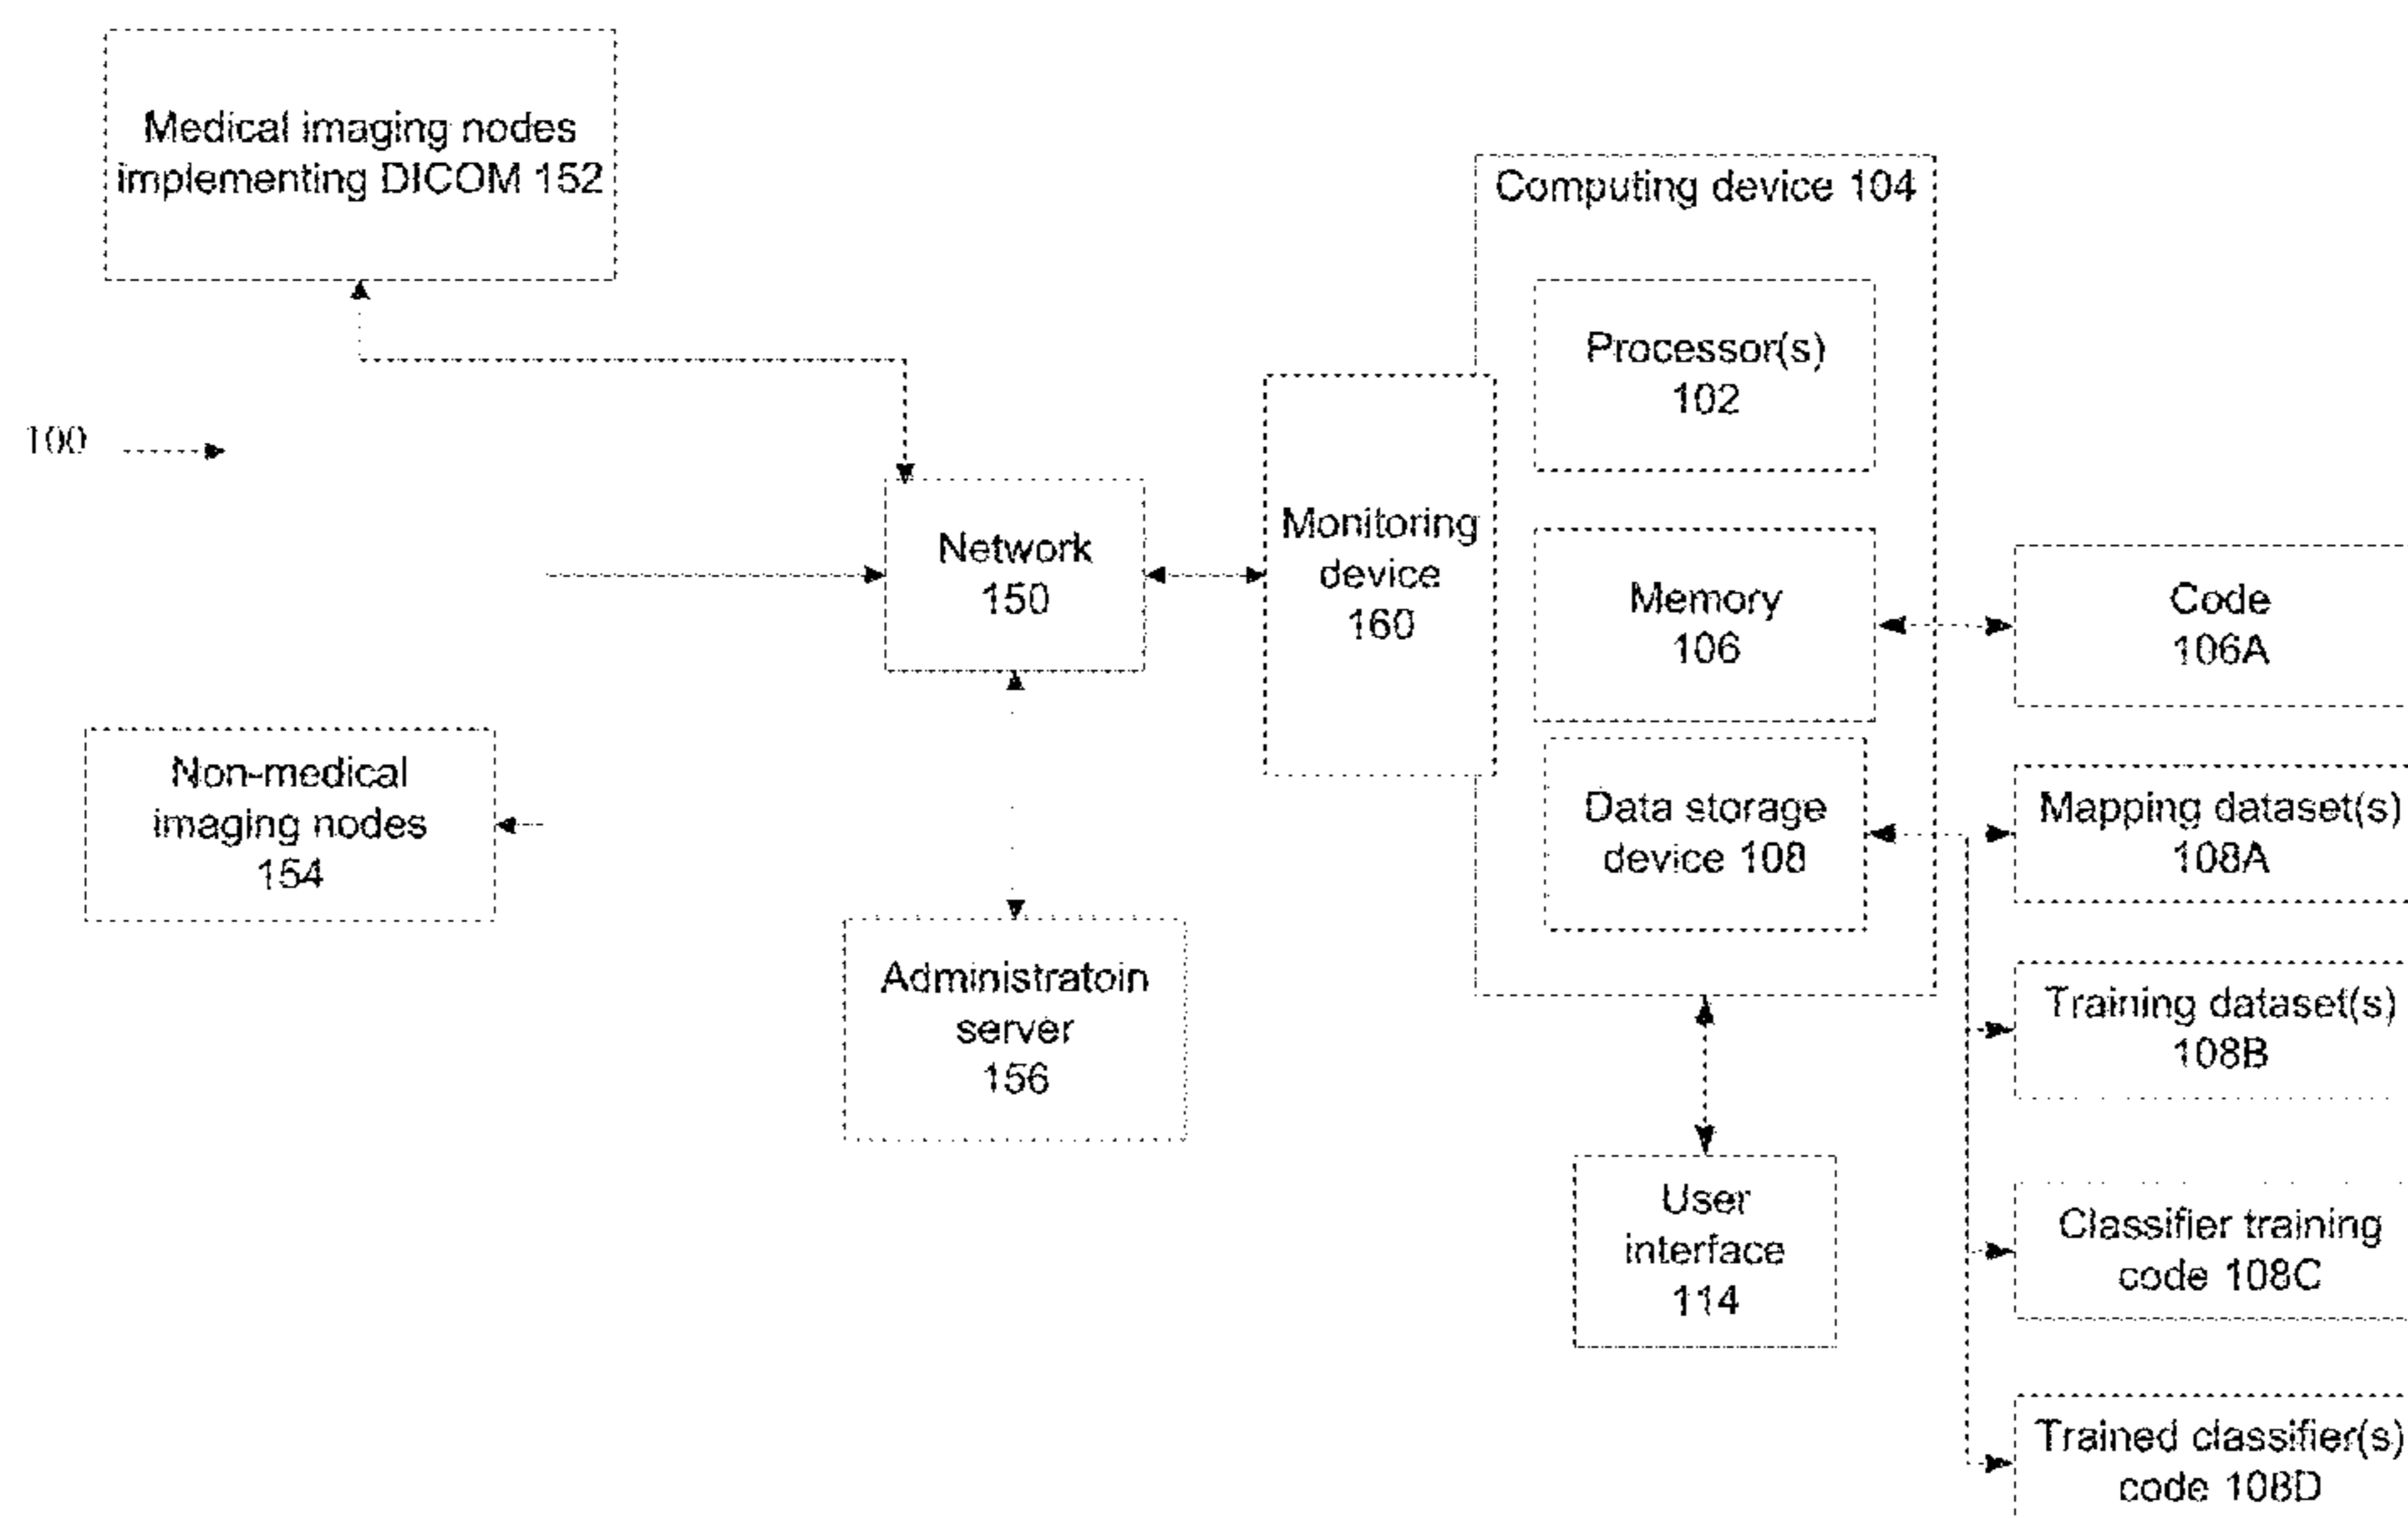 Medical imaging nodes
implementing DICOM 152
Computing device 104
Processor(s)
102
100
Network
150
Monitoring
device
160
Memory
106
Code
106A
Non-medical
imaging nodes
154
Data storage
device 108
Mapping dataset(s)
108A
Administratoin
server
156
Training dataset(s)
108B
User
interface
114
Classifier training
code 108C
Trained classifier(s)
code 108D